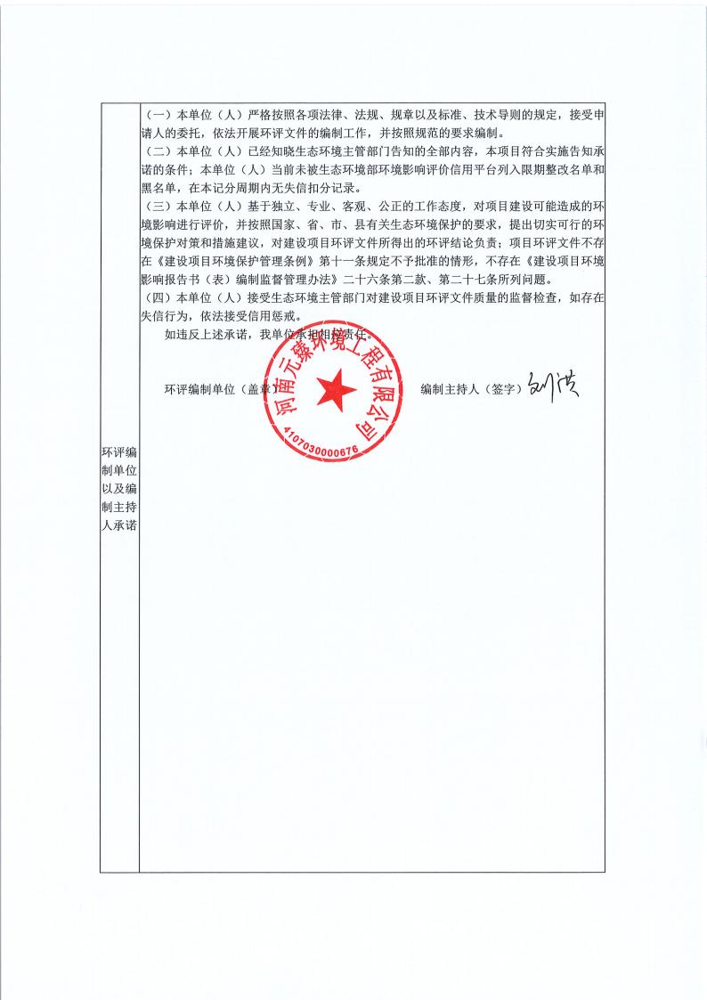 （一）本单位（人）严格按照各项法律、法规、规章以及标准、技术导则的规定，接受申
请人的委托，依法开展环评文件的编制工作，并按照规范的要求编制。
（二）本单位（人）已经知晓生态环境主管部门告知的全部内容，本项目符合实施告知承
诺的条件；本单位（人）当前未被生态环境部环境影响评价信用平台列入限期整改名单和
黑名单，在本记分周期内无失信扣分记录。
（三）本单位（人）基于独立、专业、客观、公正的工作态度，对项目建设可能造成的环
境影响进行评价，并按照国家、省、市、县有关生态环境保护的要求，提出切实可行的环
境保护对策和措施建议，对建设项目环评文件所得出的环评结论负责；项目环评文件不存
在《建设项目环境保护管理条例》第十一条规定不予批准的情形，不存在《建设项目环境
影响报告书（表）编制监督管理办法》二十六条第二款、第二十七条所列问题。
（四）本单位（人）接受生态环境主管部门对建设项目环评文件质量的监督检查，如存在
失信行为，依法接受信用惩戒。
如违反上述承诺，我单位承担相应责任。
环评编制单位（盖章）
编制主持人（签字）刘洪
河南元臻环境工程有限公司
4107030000676
环评编
制单位
以及编
制主持
人承诺